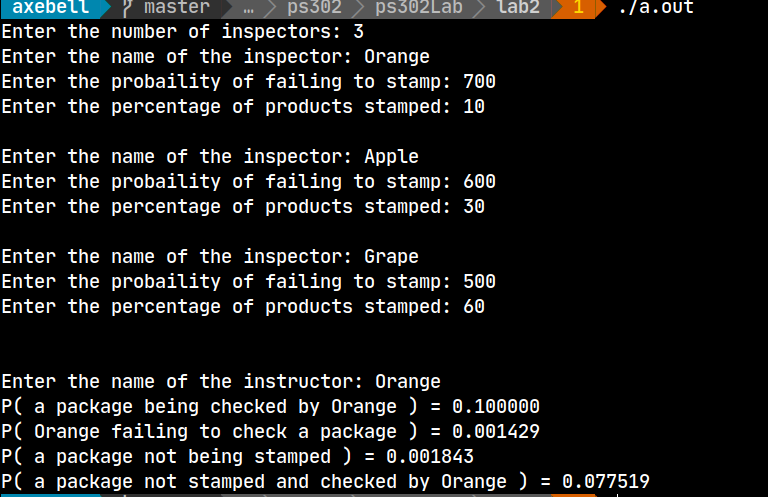 axebell master … ps302 ps302Lab lab2 1 ./a.out
Enter the number of inspectors: 3
Enter the name of the inspector: Orange
Enter the probaility of failing to stamp: 700
Enter the percentage of products stamped: 10
Enter the name of the inspector: Apple
Enter the probaility of failing to stamp: 600
Enter the percentage of products stamped: 30
Enter the name of the inspector: Grape
Enter the probaility of failing to stamp: 500
Enter the percentage of products stamped: 60
Enter the name of the instructor: Orange
P( a package being checked by Orange ) = 0.100000
P( Orange failing to check a package ) = 0.001429
P( a package not being stamped ) = 0.001843
P( a package not stamped and checked by Orange ) = 0.077519